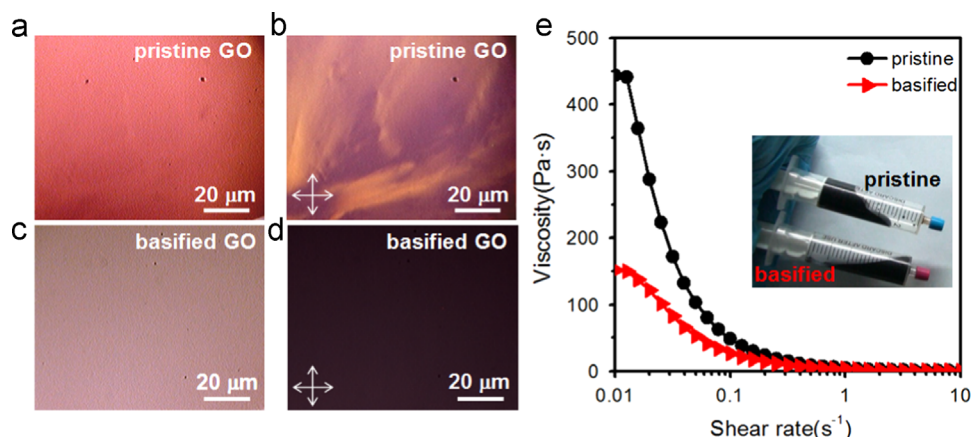 a
pristine GO
20 μm
b
pristine GO
20 μm
c
basified GO
20 μm
d
basified GO
20 μm
e
500
400
300
200
100
0
Viscosity(Pa·s)
0.01
0.1
1
10
Shear rate(s⁻¹)
pristine
basified
pristine
basified